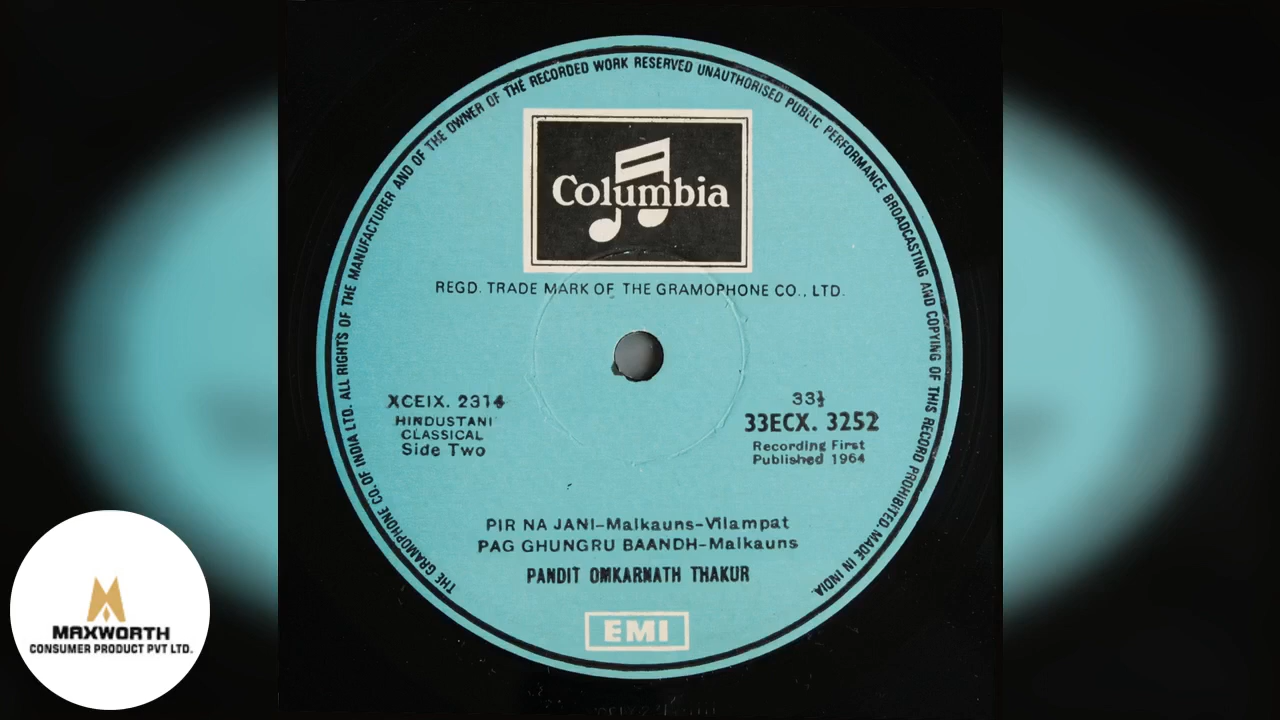 THE GRAMOPHONE CO. OF INDIA LTD. ALL RIGHTS OF THE MANUFACTURER AND OF THE OWNER OF THE RECORDED WORK RESERVED UNAUTHORISED PUBLIC PERFORMANCE BROADCASTING AND COPYING OF THIS RECORD PROHIBITED. MADE IN INDIA.
Columbia
REGD. TRADE MARK OF THE GRAMOPHONE CO., LTD.
XCEIX. 2314
HINDUSTANI
CLASSICAL
Side Two
33⅓
33ECX. 3252
Recording First
Published 1964
PIR NA JANI-Malkauns-Vilampat
PAG GHUNGRU BAANDH-Malkauns
PANDIT OMKARNATH THAKUR
EMI
MAXWORTH
CONSUMER PRODUCT PVT LTD.